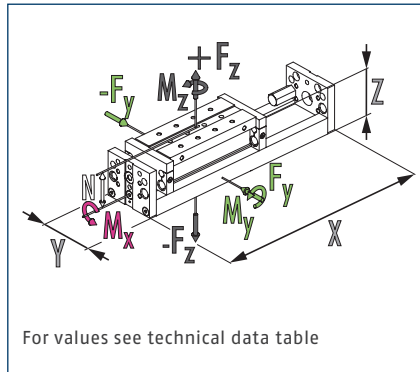 +Fz
Mz
-Fy
Z
N
Fy
My
X
Mx
-Fz
Y
For values see technical data table